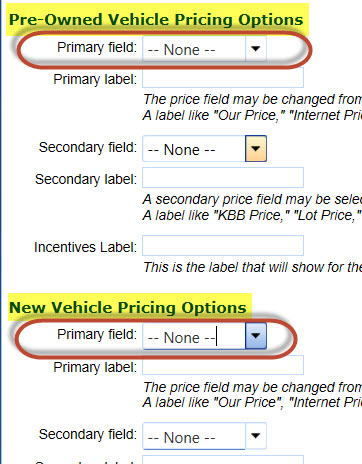 Pre-Owned Vehicle Pricing Options
Primary field: -- None --
Primary label:
The price field may be changed from
A label like "Our Price," "Internet Pri
Secondary field: -- None --
Secondary label:
A secondary price field may be selec
A label like "KBB Price," "Lot Price,"
Incentives Label:
This is the label that will show for the
New Vehicle Pricing Options
Primary field: -- None --
Primary label:
The price field may be changed from
A label like "Our Price", "Internet Pri
Secondary field: -- None --